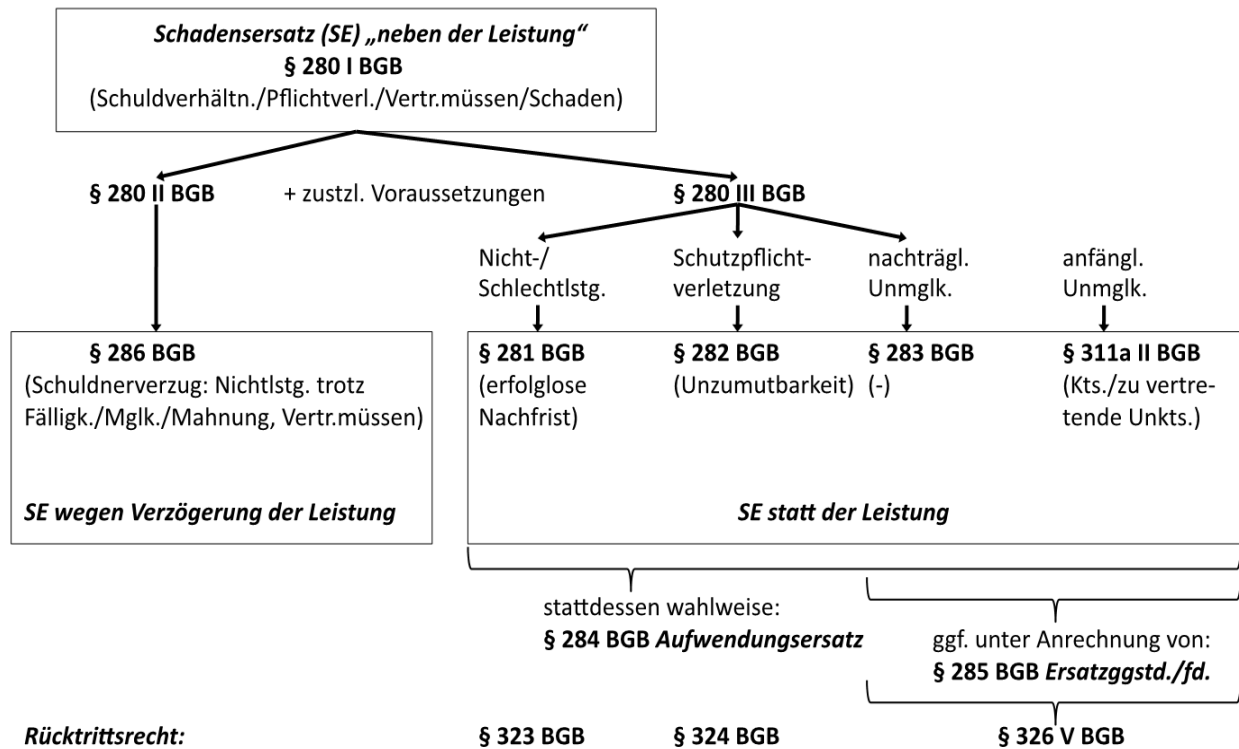 Schadensersatz (SE) „neben der Leistung“
§ 280 I BGB
(Schuldverhältn./Pflichtverl./Vertr.müssen/Schaden)
§ 280 II BGB + zustzl. Voraussetzungen § 280 III BGB
Nicht-/
Schlechtlstg.
Schutzpflicht-
verletzung
nachträgl.
Unmglk.
anfängl.
Unmglk.
§ 286 BGB
(Schuldnerverzug: Nichtlstg. trotz
Fälligk./Mglk./Mahnung, Vertr.müssen)
SE wegen Verzögerung der Leistung
§ 281 BGB
(erfolglose
Nachfrist)
§ 282 BGB
(Unzumutbarkeit)
§ 283 BGB
(-)
§ 311a II BGB
(Kts./zu vertre-
tende Unkts.)
SE statt der Leistung
stattdessen wahlweise:
§ 284 BGB Aufwendungsersatz
ggf. unter Anrechnung von:
§ 285 BGB Ersatzggstd./fd.
Rücktrittsrecht: § 323 BGB § 324 BGB § 326 V BGB